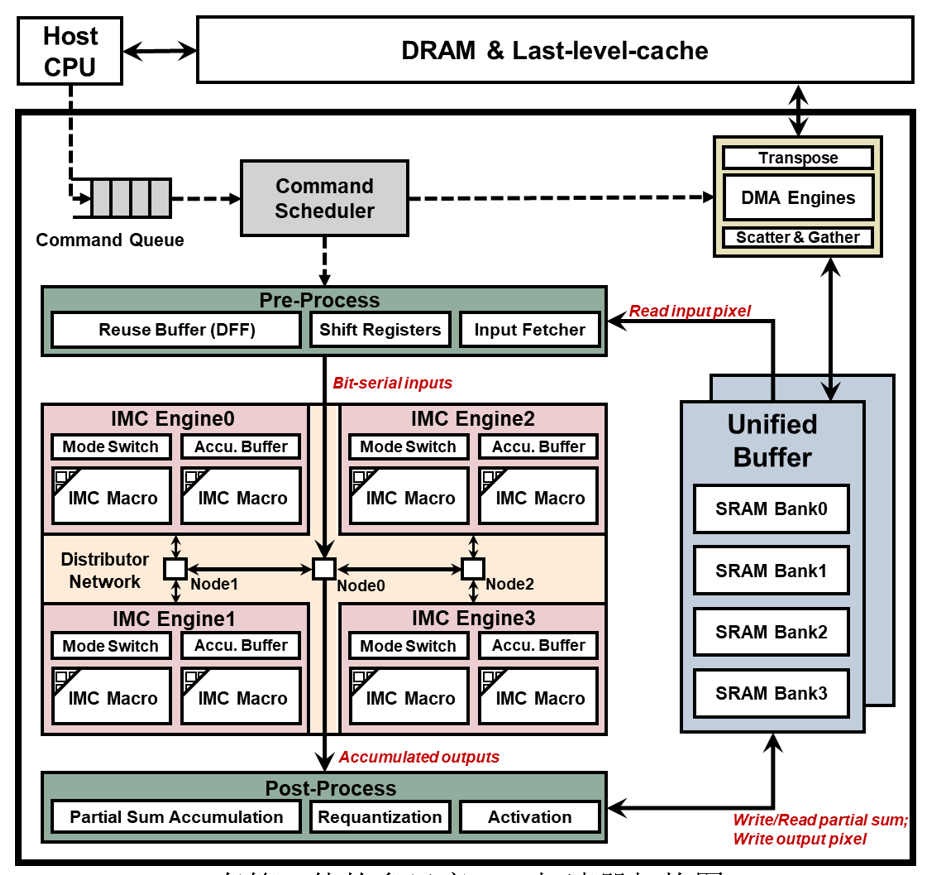 Host
CPU
DRAM & Last-level-cache
Transpose
DMA Engines
Scatter & Gather
Command
Scheduler
Command Queue
Pre-Process
Reuse Buffer (DFF)
Shift Registers
Input Fetcher
Read input pixel
Bit-serial inputs
IMC Engine0
Mode Switch
Accu. Buffer
IMC Macro
IMC Macro
IMC Engine2
Mode Switch
Accu. Buffer
IMC Macro
IMC Macro
Distributor
Network
Node1
Node0
Node2
IMC Engine1
Mode Switch
Accu. Buffer
IMC Macro
IMC Macro
IMC Engine3
Mode Switch
Accu. Buffer
IMC Macro
IMC Macro
Unified
Buffer
SRAM Bank0
SRAM Bank1
SRAM Bank2
SRAM Bank3
Accumulated outputs
Post-Process
Partial Sum Accumulation
Requantization
Activation
Write/Read partial sum;
Write output pixel